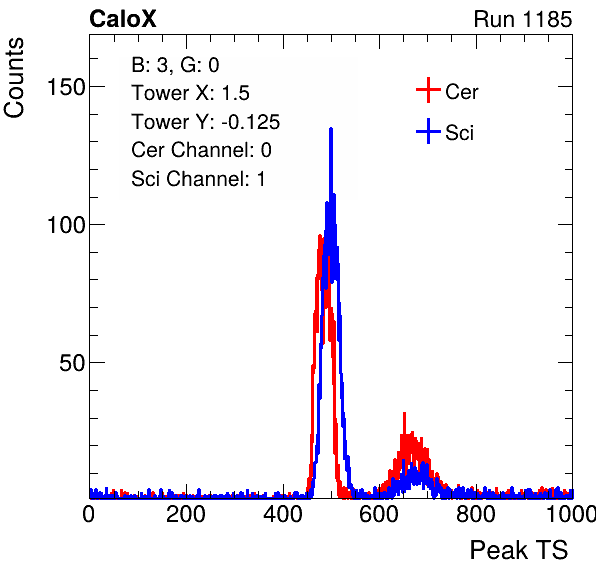 CaloX Run 1185
Counts
B: 3, G: 0
Tower X: 1.5
Tower Y: -0.125
Cer Channel: 0
Sci Channel: 1
Cer
Sci
150
100
50
0 200 400 600 800 1000
Peak TS